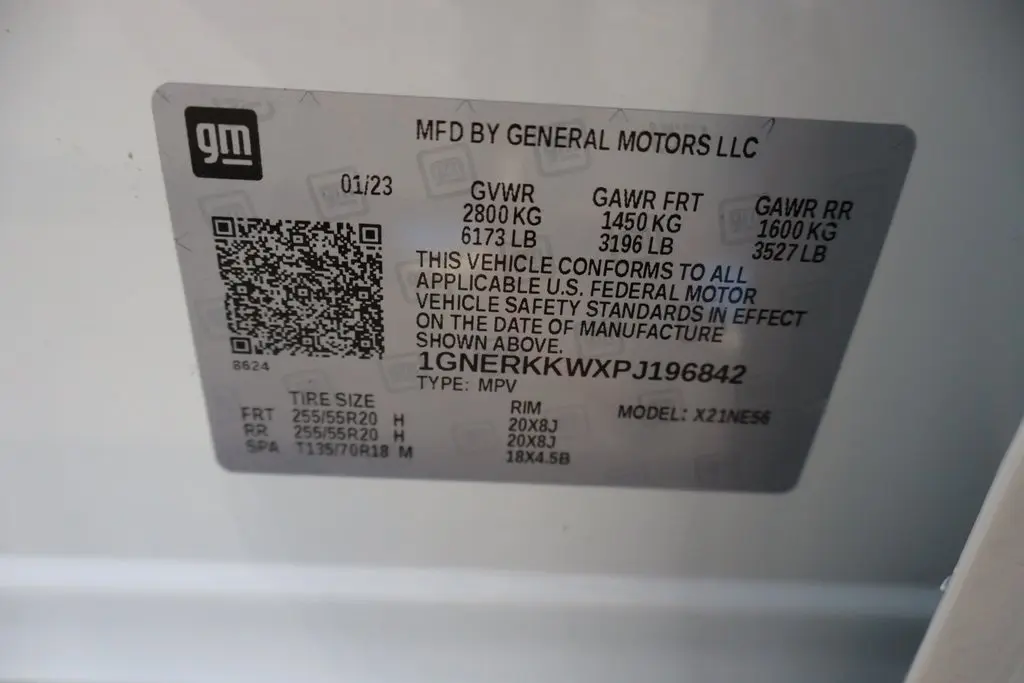 gm
MFD BY GENERAL MOTORS LLC
01/23
GVWR GAWR FRT GAWR RR
2800 KG 1450 KG 1600 KG
6173 LB 3196 LB 3527 LB
THIS VEHICLE CONFORMS TO ALL
APPLICABLE U.S. FEDERAL MOTOR
VEHICLE SAFETY STANDARDS IN EFFECT
ON THE DATE OF MANUFACTURE
SHOWN ABOVE.
1GNERKKWXPJ196842
8624
TYPE: MPV
TIRE SIZE RIM MODEL: X21NE56
FRT 255/55R20 H 20X8J
RR 255/55R20 H 20X8J
SPA T135/70R18 M 18X4.5B